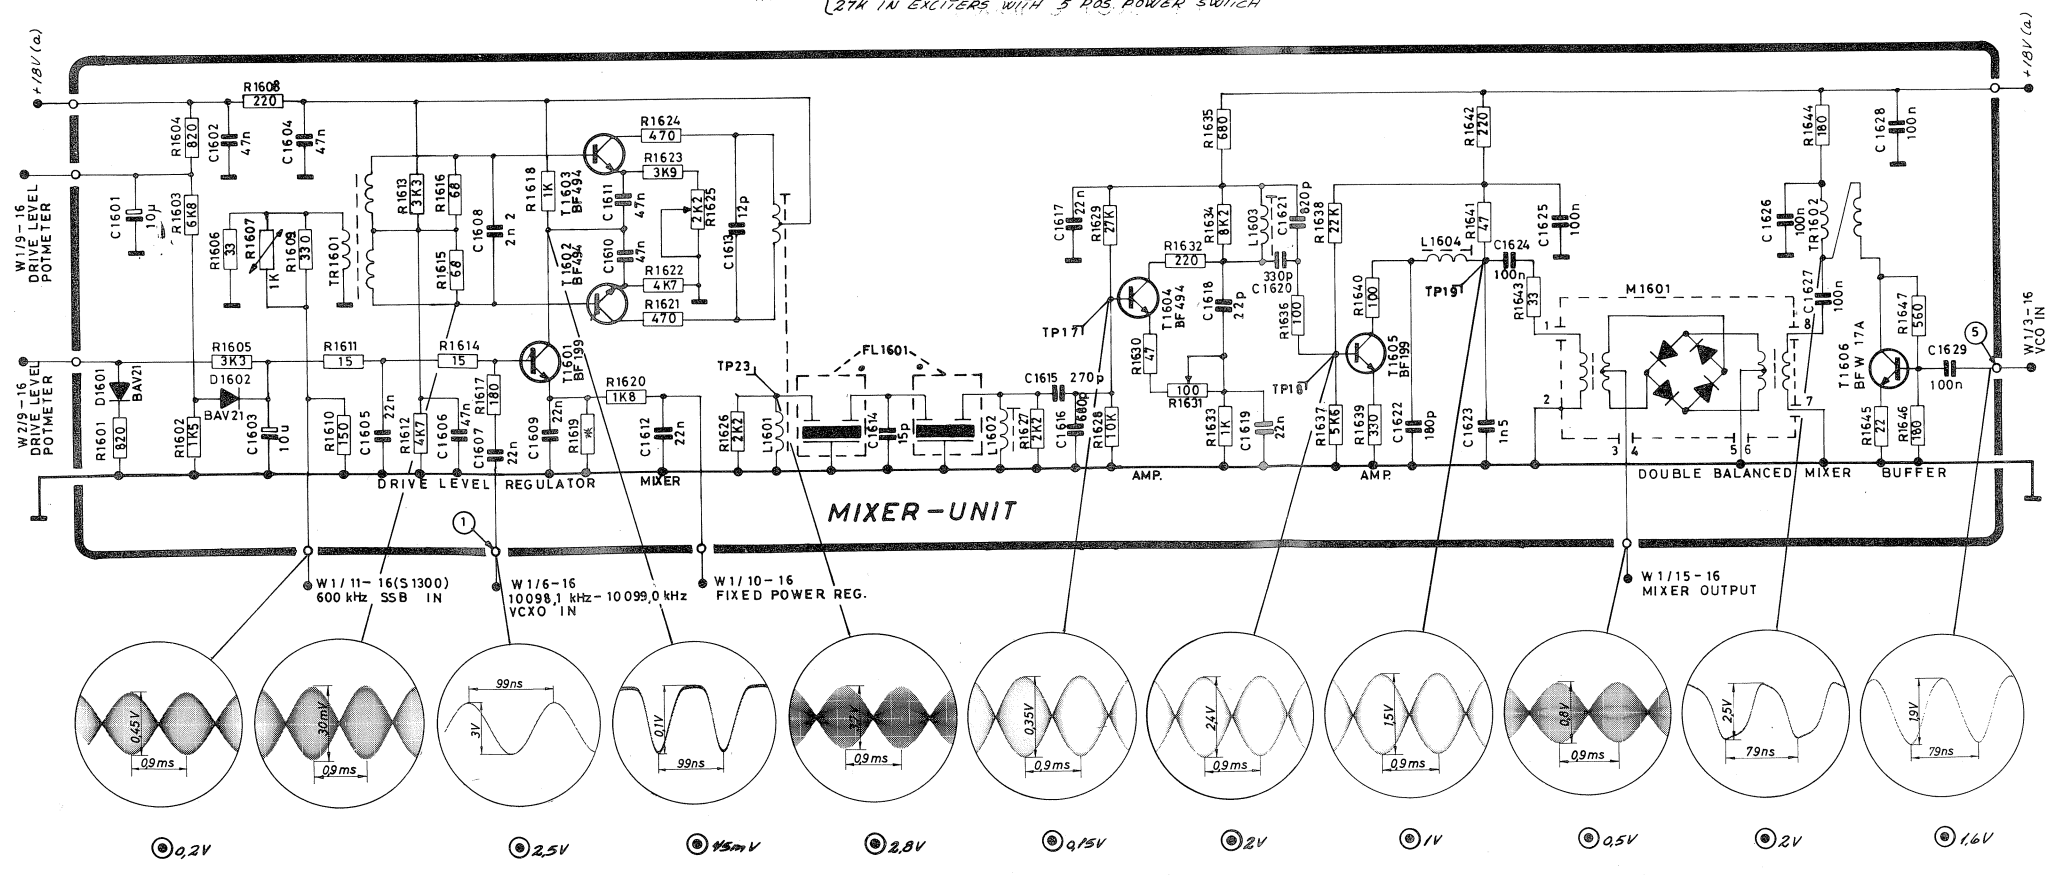 27K IN EXCITERS WITH 5 POS. POWER SWITCH
+18V (a)
+18V (a)
R1608
220
R1604
820
C1602
47n
C1604
47n
W1/9-16
DRIVE LEVEL
POTMETER
C1601
10µ
R1603
6K8
R1606
33
R1607
1K
R1609
330
TR1601
R1613
3K3
R1616
68
R1615
68
C1608
2n2
R1618
1K
T1603
BF494
T1602
BF494
C1611
47n
C1610
47n
R1624
470
R1623
3K9
R1625
2K2
R1622
4K7
R1621
470
C1613
12p
W2/9-16
DRIVE LEVEL
POTMETER
D1601
BAV21
R1601
820
R1605
3K3
D1602
BAV21
R1602
1K5
C1603
10µ
R1611
15
R1610
150
C1605
22n
R1614
15
R1612
4K7
C1606
47n
R1617
180
C1607
22n
T1601
BF199
C1609
22n
R1619
*
R1620
1K8
C1612
22n
TP23
R1626
2K2
L1601
FL1601
C1614
15p
L1602
R1627
2K2
C1615
270p
C1616
680p
R1628
10K
C1617
22n
R1629
27K
TP17
T1604
BF494
R1630
47
R1632
220
R1631
100
R1635
680
R1634
8K2
L1603
C1621
820p
330p
C1620
C1618
22p
R1633
1K
C1619
22n
R1636
100
R1638
22K
TP18
R1637
5K6
T1605
BF199
R1640
100
R1639
330
C1622
180p
L1604
R1642
220
R1641
47
TP19
C1623
1n5
C1624
100n
C1625
100n
R1643
33
M1601
1
2
3
4
5
6
7
8
C1626
100n
TR1602
R1644
180
C1628
100n
C1627
100n
T1606
BFW 17A
R1647
560
C1629
100n
R1645
22
R1646
180
5
W1/3-16
VCO IN
DRIVE LEVEL REGULATOR
MIXER
AMP.
AMP.
DOUBLE BALANCED MIXER
BUFFER
MIXER-UNIT
1
W1/11-16(S1300)
600 kHz SSB IN
W1/6-16
10098,1 kHz-10099,0 kHz
VCXO IN
W1/10-16
FIXED POWER REG.
W1/15-16
MIXER OUTPUT
0,45V
0,9ms
30mV
0,9ms
99ns
3V
0,1V
99ns
0,9ms
0,35V
0,9ms
2,4V
0,9ms
1,5V
0,9ms
0,8V
0,9ms
2,5V
79ns
1,9V
79ns
0,2V
2,5V
45mV
2,8V
0,15V
2V
1V
0,5V
2V
1,6V